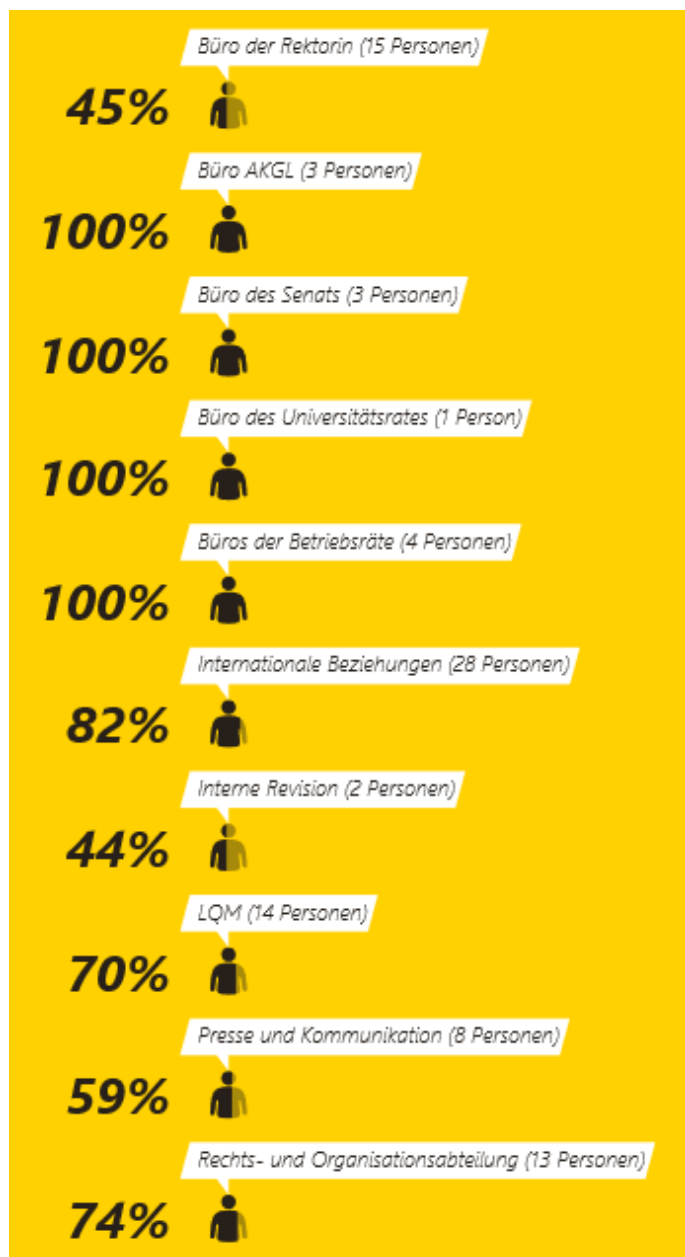 Büro der Rektorin (15 Personen)
45%
Büro AKGL (3 Personen)
100%
Büro des Senats (3 Personen)
100%
Büro des Universitätsrates (1 Person)
100%
Büros der Betriebsräte (4 Personen)
100%
Internationale Beziehungen (28 Personen)
82%
Interne Revision (2 Personen)
44%
LQM (14 Personen)
70%
Presse und Kommunikation (8 Personen)
59%
Rechts- und Organisationsabteilung (13 Personen)
74%